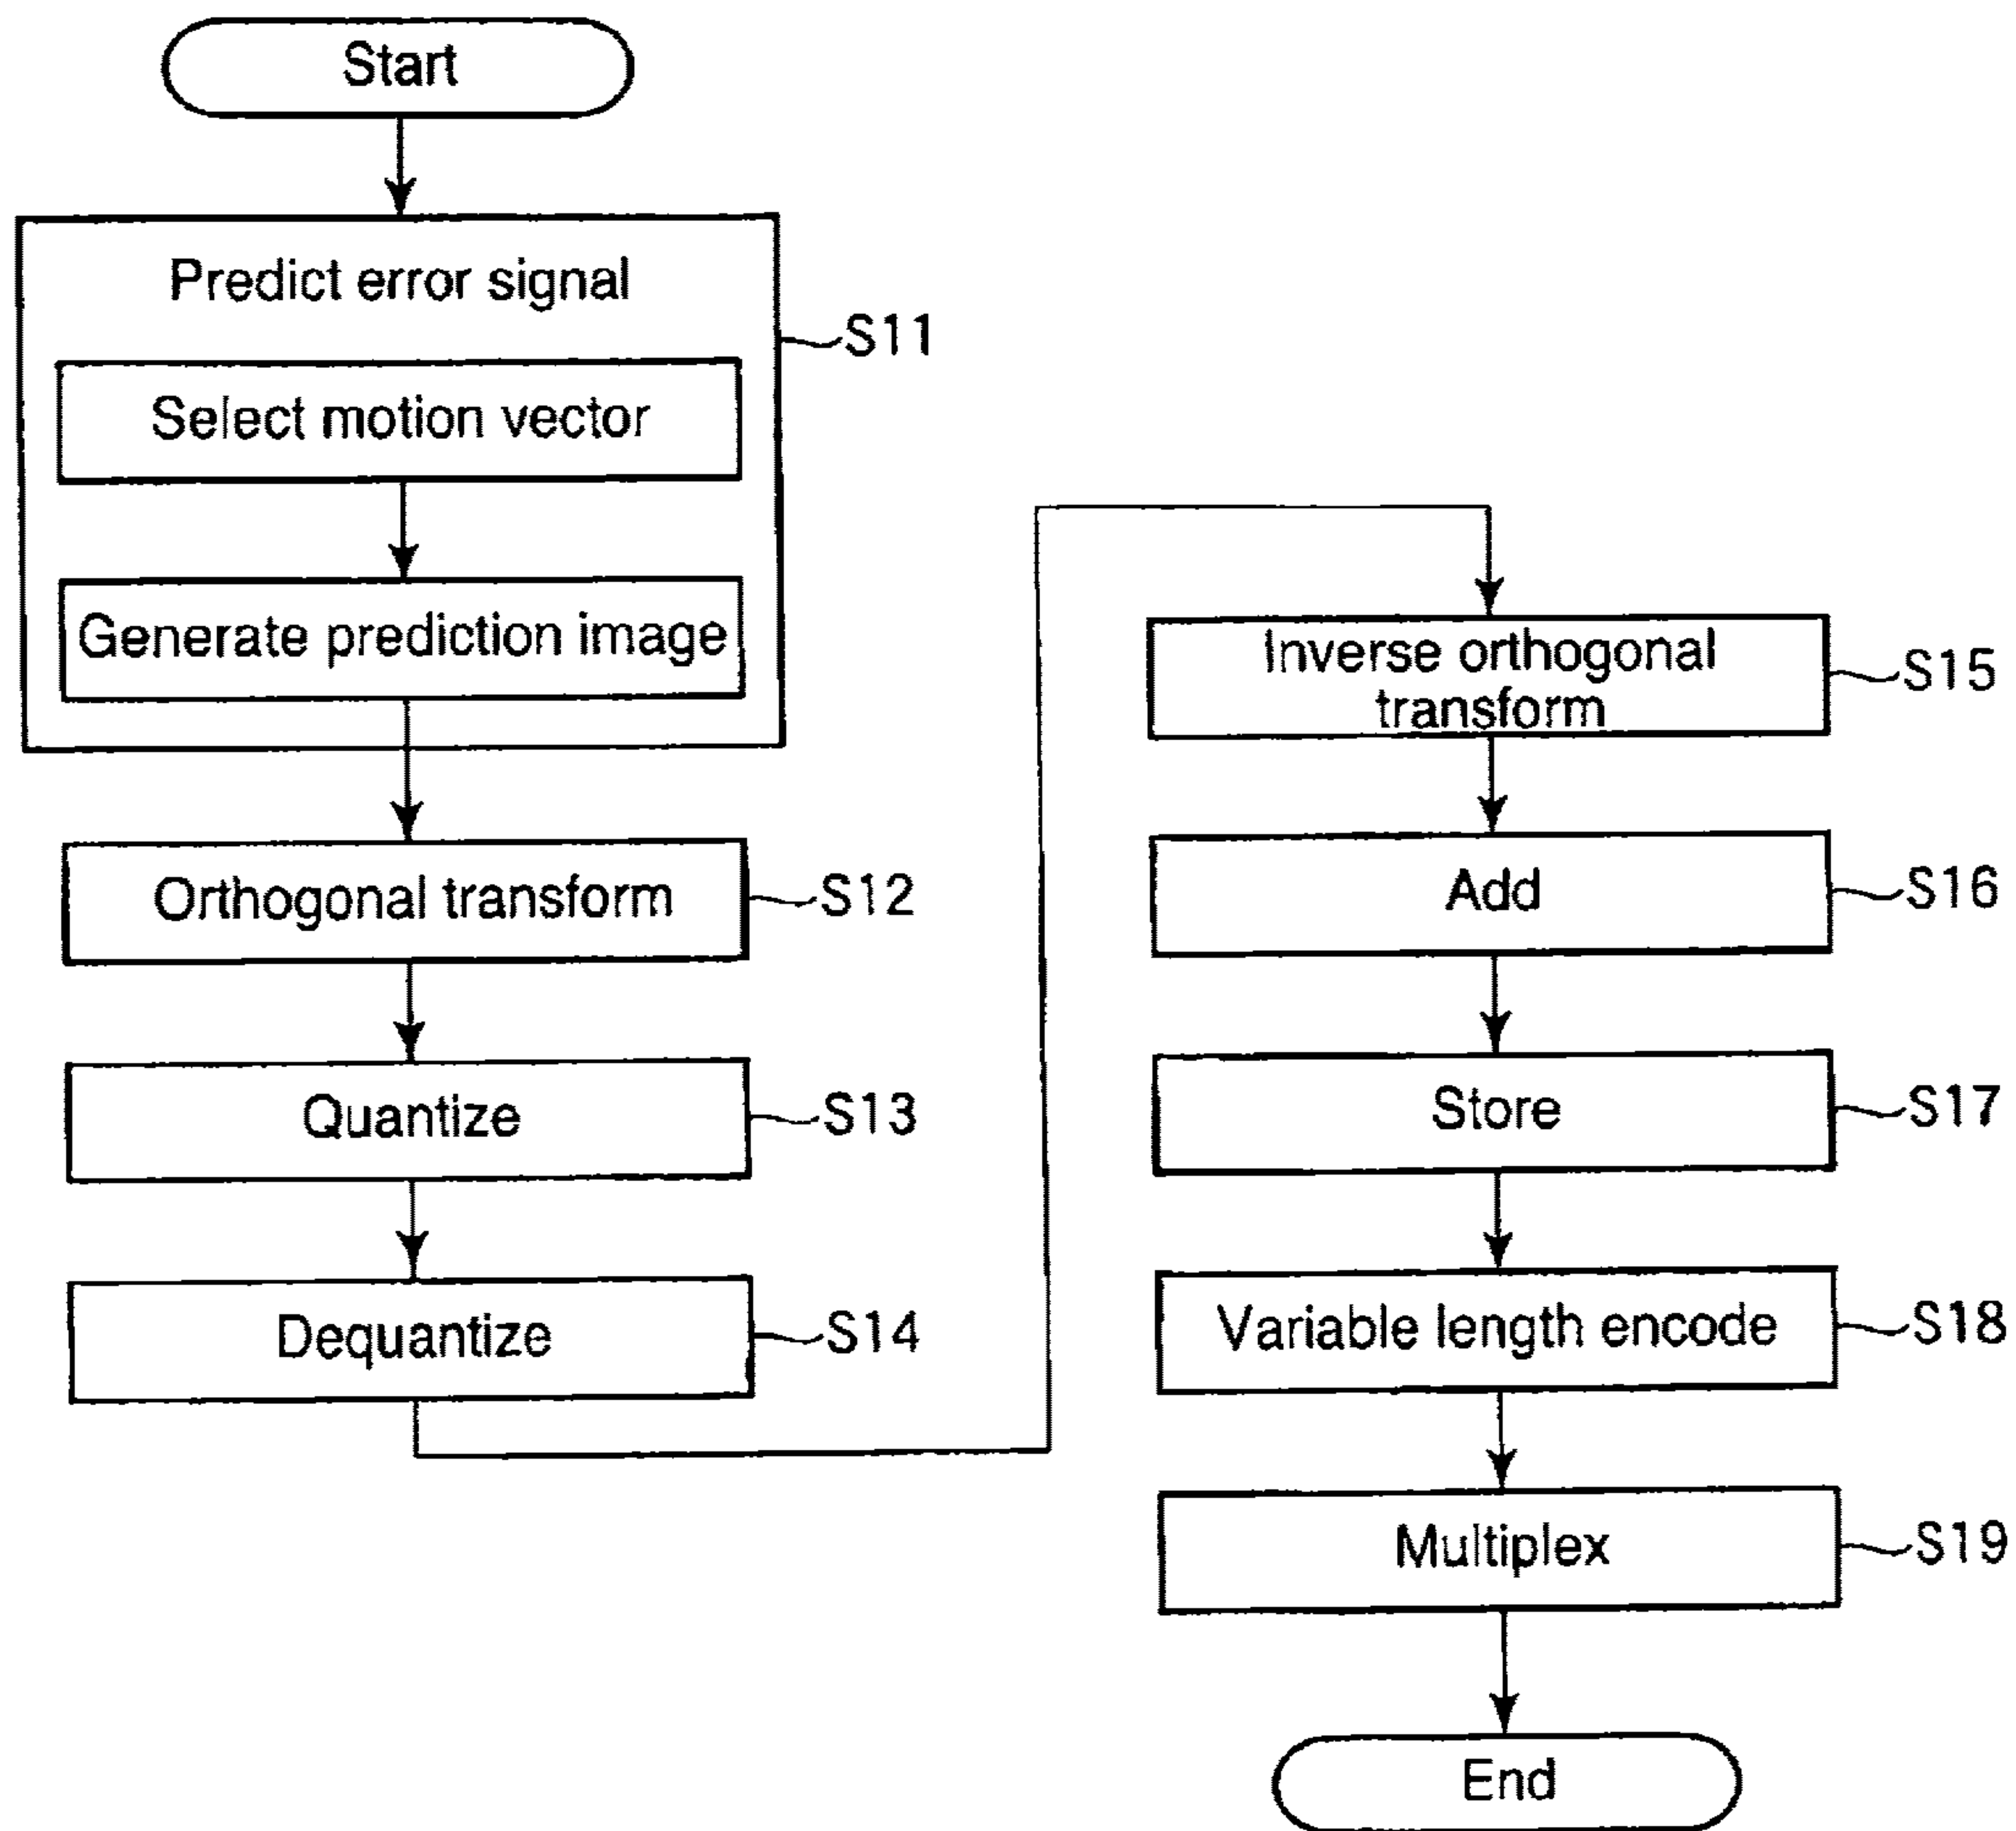 Start
Predict error signal
S11
Select motion vector
Generate prediction image
Orthogonal transform
S12
Quantize
S13
Dequantize
S14
Inverse orthogonal
transform
S15
Add
S16
Store
S17
Variable length encode
S18
Multiplex
S19
End